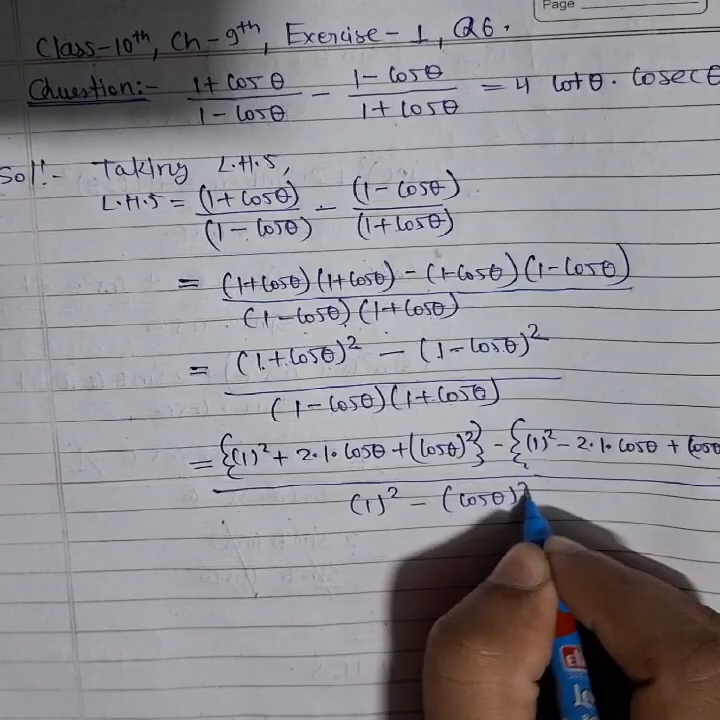 Page
Class-10th, Ch-9th, Exercise-1, Q6.
Question:- (1+cosθ)/(1-cosθ) - (1-cosθ)/(1+cosθ) = 4 cotθ. cosecθ
Sol!:- Taking L.H.S,
L.H.S = (1+cosθ)/(1-cosθ) - (1-cosθ)/(1+cosθ)
= ((1+cosθ)(1+cosθ)-(1-cosθ)(1-cosθ))/((1-cosθ)(1+cosθ))
= ((1+cosθ)² - (1-cosθ)²)/((1-cosθ)(1+cosθ))
= {(1)²+2.1.cosθ+(cosθ)²}-{(1)²-2.1.cosθ+(cosθ
(1)²-(cosθ)²